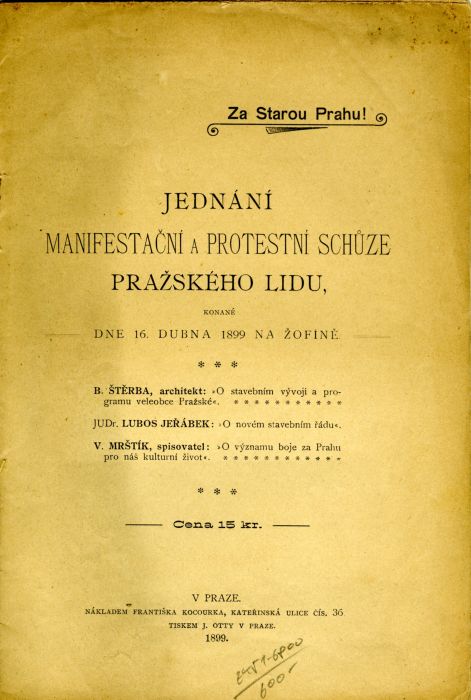 Za Starou Prahu!
JEDNÁNÍ
MANIFESTAČNÍ A PROTESTNÍ SCHŮZE
PRAŽSKÉHO LIDU,
KONANÉ
DNE 16. DUBNA 1899 NA ŽOFÍNĚ.
* * *
B. ŠTĚRBA, architekt: »O stavebním vývoji a pro-
gramu veleobce Pražské«. * * * * * * * * * * *
JUDr. LUBOS JEŘÁBEK: »O novém stavebním řádu«.
V. MRŠTÍK, spisovatel: »O významu boje za Prahu
pro náš kulturní život«. * * * * * * * * * * * *
* * *
Cena 15 kr.
V PRAZE.
NÁKLADEM FRANTIŠKA KOCOURKA, KATEŘINSKÁ ULICE ČÍS. 36.
TISKEM J. OTTY V PRAZE.
1899.
600-